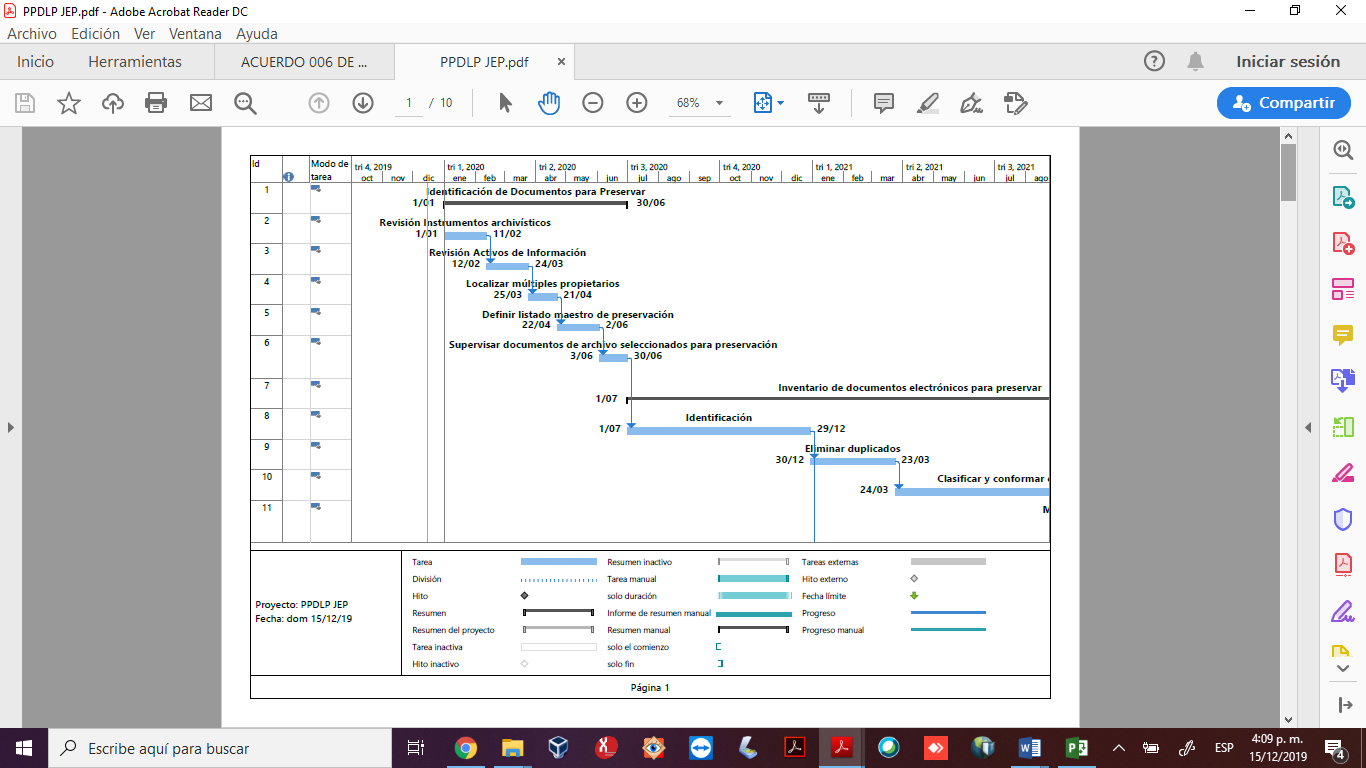 PPDLP JEP.pdf - Adobe Acrobat Reader DC
Archivo Edición Ver Ventana Ayuda
Inicio Herramientas ACUERDO 006 DE ... PPDLP JEP.pdf × Iniciar sesión
1 / 10 68% Compartir
Id Modo de tarea
tri 4, 2019 tri 1, 2020 tri 2, 2020 tri 3, 2020 tri 4, 2020 tri 1, 2021 tri 2, 2021 tri 3, 2021
oct nov dic ene feb mar abr may jun jul ago sep oct nov dic ene feb mar abr may jun jul ago
1 Identificación de Documentos para Preservar
1/01 30/06
2 Revisión Instrumentos archivísticos
1/01 11/02
3 Revisión Activos de Información
12/02 24/03
4 Localizar múltiples propietarios
25/03 21/04
5 Definir listado maestro de preservación
22/04 2/06
6 Supervisar documentos de archivo seleccionados para preservación
3/06 30/06
7 Inventario de documentos electrónicos para preservar
1/07
8 Identificación
1/07 29/12
9 Eliminar duplicados
30/12 23/03
10 Clasificar y conformar
24/03
11 M
Proyecto: PPDLP JEP
Fecha: dom 15/12/19
Tarea Resumen inactivo Tareas externas
División Tarea manual Hito externo
Hito solo duración Fecha límite
Resumen Informe de resumen manual Progreso
Resumen del proyecto Resumen manual Progreso manual
Tarea inactiva solo el comienzo
Hito inactivo solo fin
Página 1
Escribe aquí para buscar
ESP
4:09 p. m.
15/12/2019
4